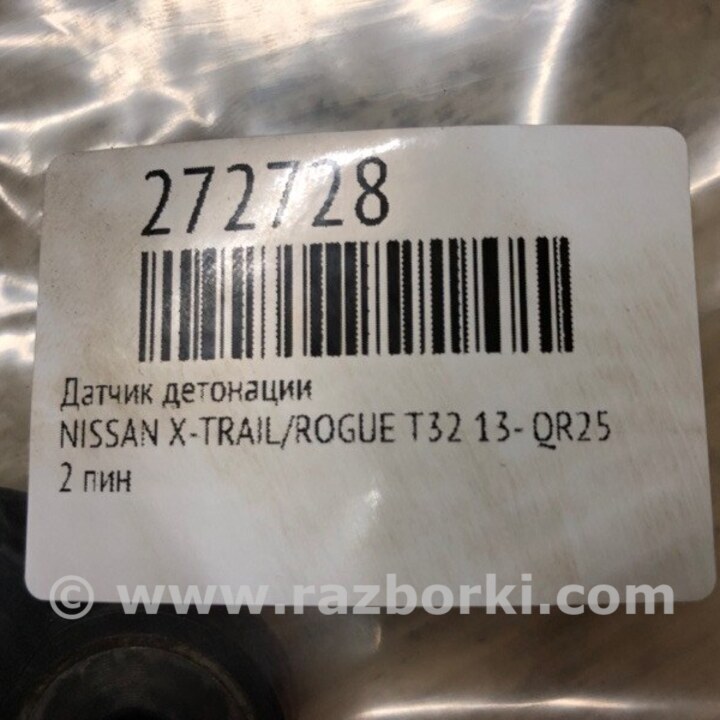 272728
Датчик детонации
NISSAN X-TRAIL/ROGUE T32 13- QR25
2 пин
© www.razborki.com